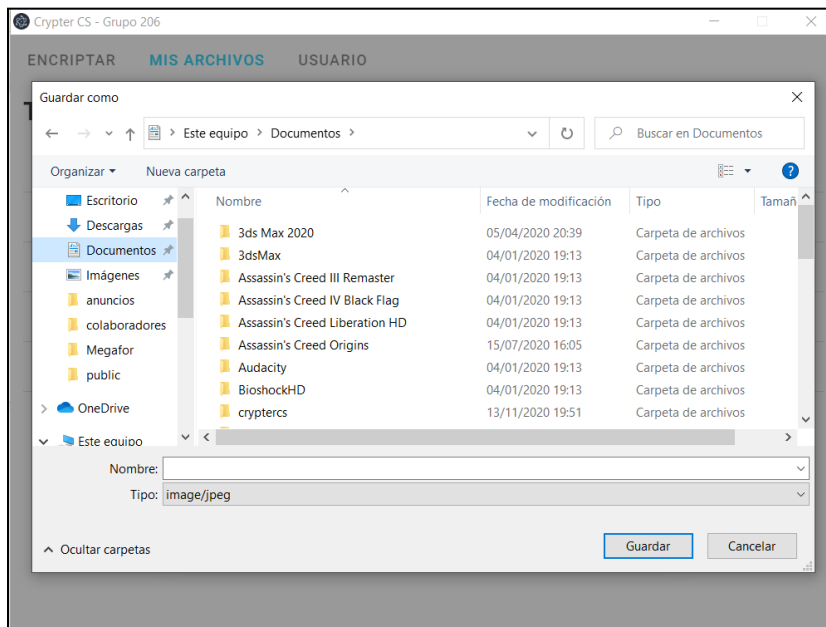 Crypter CS - Grupo 206
ENCRIPTAR MIS ARCHIVOS USUARIO
Guardar como
Este equipo > Documentos >
Buscar en Documentos
Organizar Nueva carpeta
Nombre Fecha de modificación Tipo Tamañ
Escritorio
Descargas
Documentos
Imágenes
anuncios
colaboradores
Megafor
public
OneDrive
Este equipo
3ds Max 2020 05/04/2020 20:39 Carpeta de archivos
3dsMax 04/01/2020 19:13 Carpeta de archivos
Assassin's Creed III Remaster 04/01/2020 19:13 Carpeta de archivos
Assassin's Creed IV Black Flag 04/01/2020 19:13 Carpeta de archivos
Assassin's Creed Liberation HD 04/01/2020 19:13 Carpeta de archivos
Assassin's Creed Origins 15/07/2020 16:05 Carpeta de archivos
Audacity 04/01/2020 19:13 Carpeta de archivos
BioshockHD 04/01/2020 19:13 Carpeta de archivos
cryptercs 13/11/2020 19:51 Carpeta de archivos
Nombre:
Tipo: image/jpeg
Ocultar carpetas
Guardar Cancelar